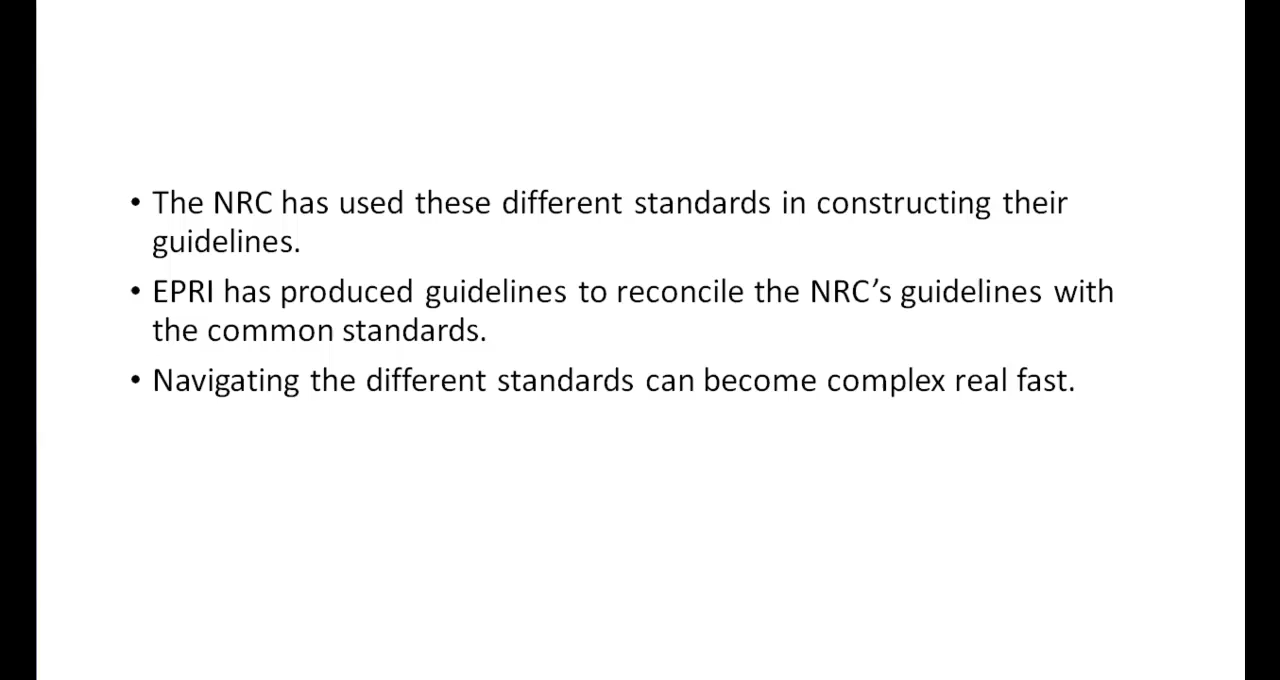 • The NRC has used these different standards in constructing their
guidelines.
• EPRI has produced guidelines to reconcile the NRC’s guidelines with
the common standards.
• Navigating the different standards can become complex real fast.